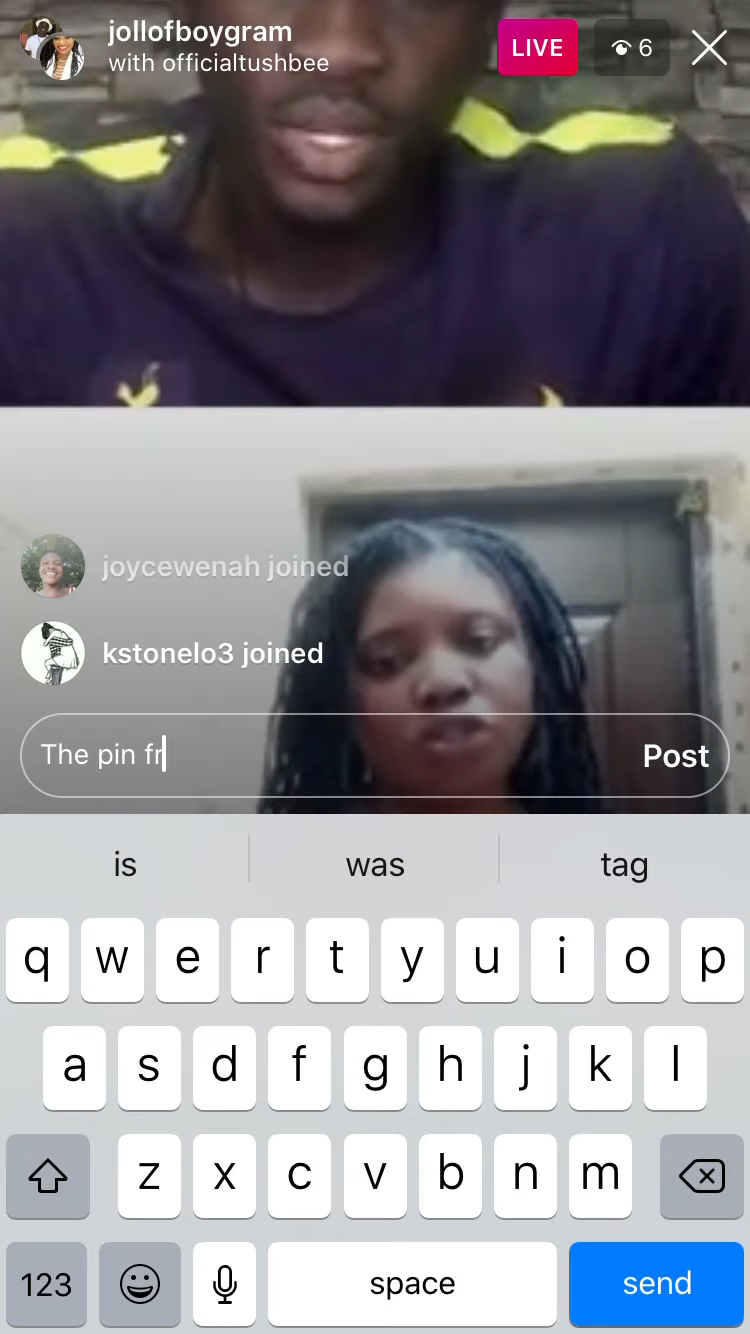 jollofboygram
with officialtushbee
LIVE
6
joycewenah joined
kstonelo3 joined
The pin fr
Post
is was tag
q w e r t y u i o p
a s d f g h j k l
z x c v b n m
123 space send